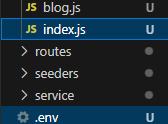 JS blog.js U
JS index.js U
routes
seeders
service
.env U